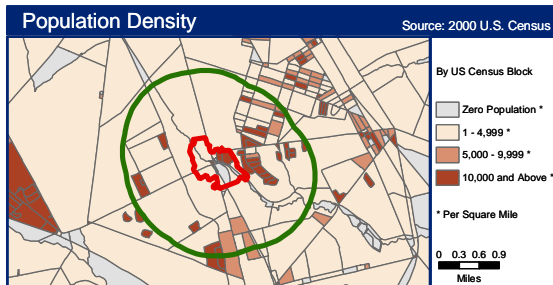 Population Density
Source: 2000 U.S. Census
By US Census Block
Zero Population *
1 - 4,999 *
5,000 - 9,999 *
10,000 and Above *
* Per Square Mile
0 0.3 0.6 0.9
Miles